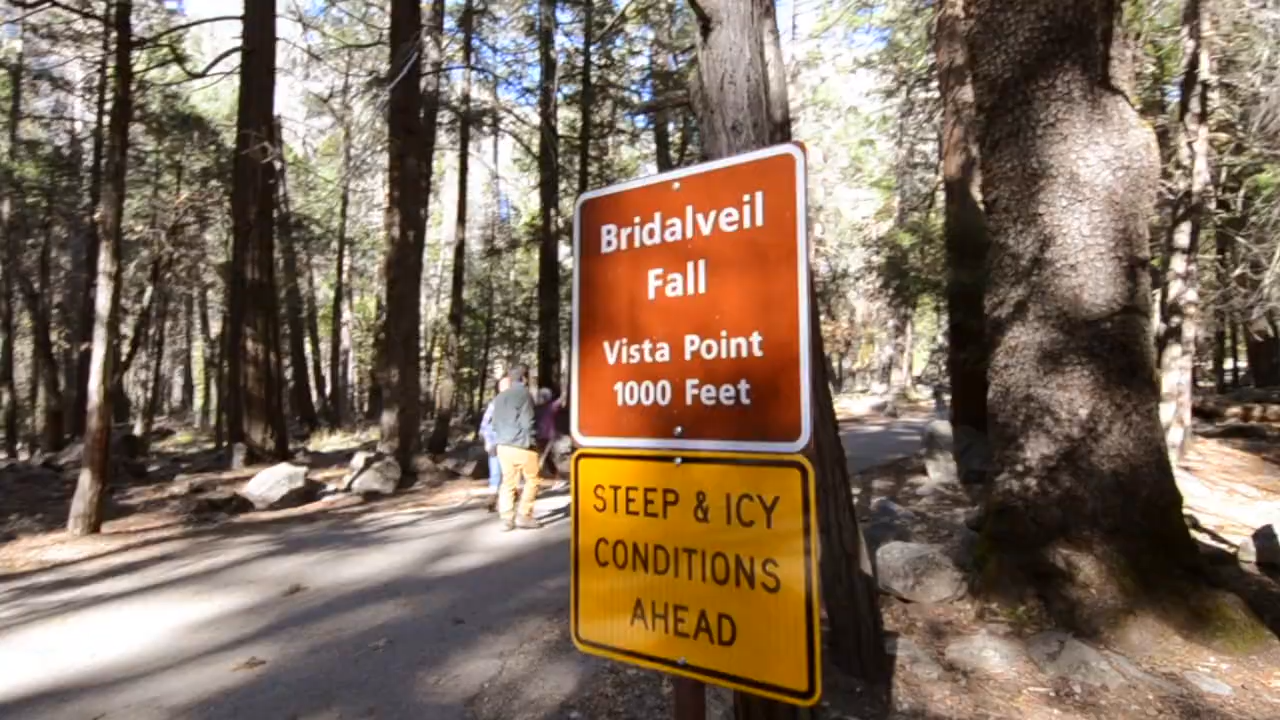 Bridalveil
Fall
Vista Point
1000 Feet
STEEP & ICY
CONDITIONS
AHEAD